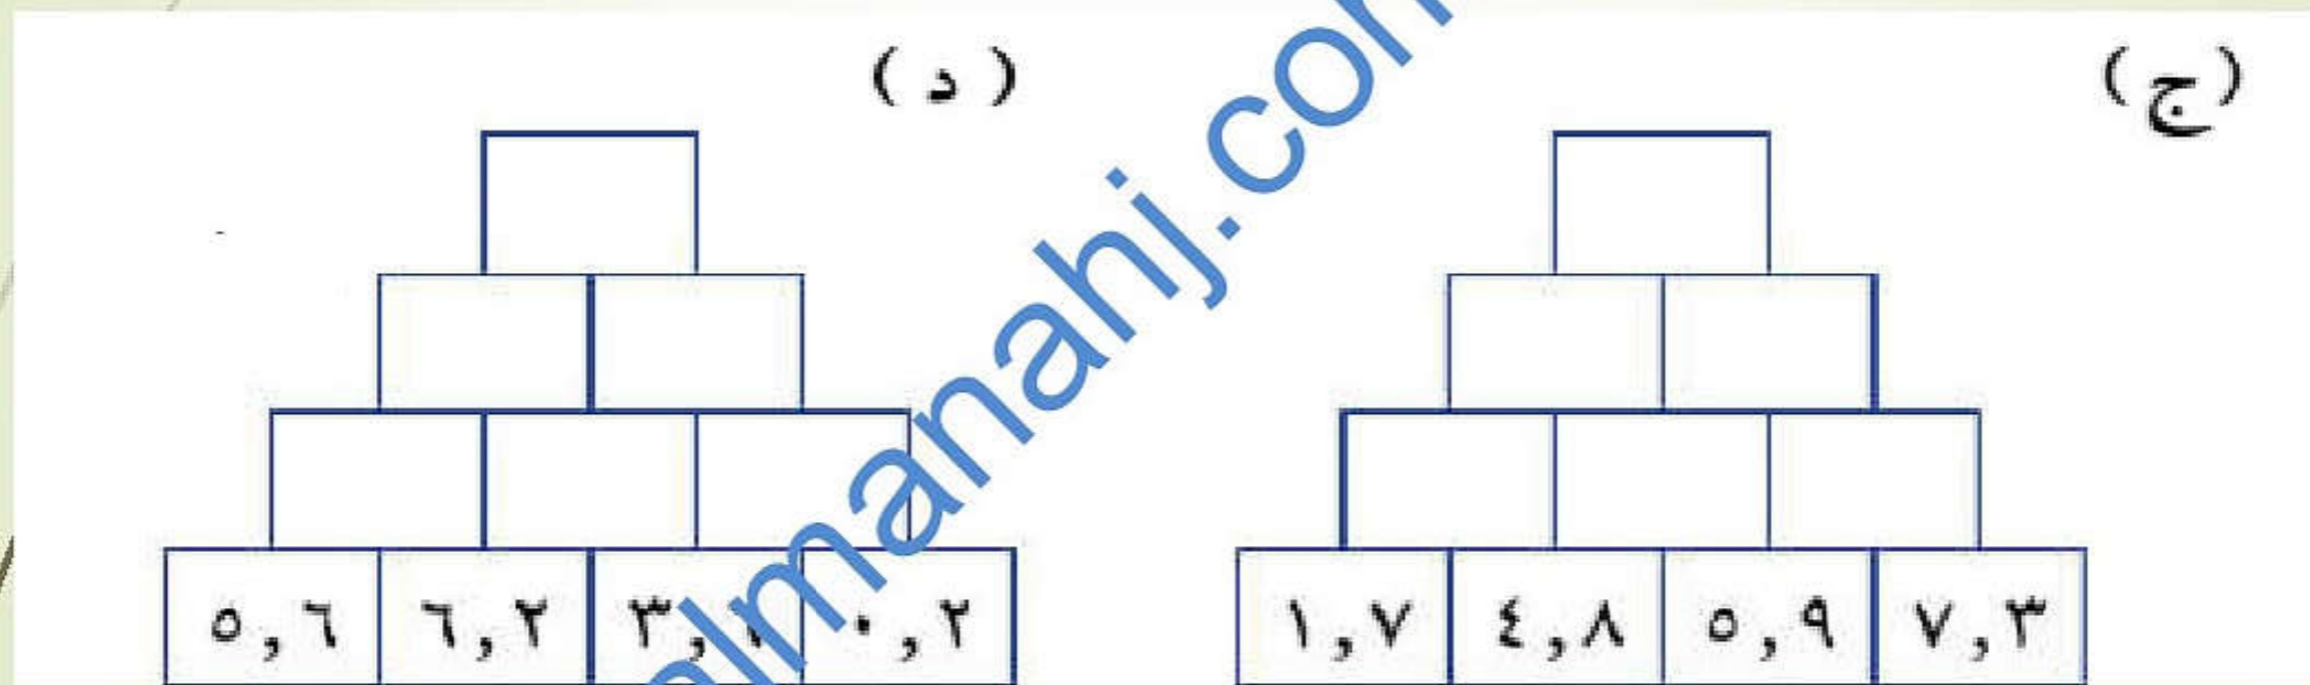 (ج) (د)
١,٧ ٤,٨ ٥,٩ ٧,٣
٥,٦ ٦,٢ ٠,٢
almanahj.com